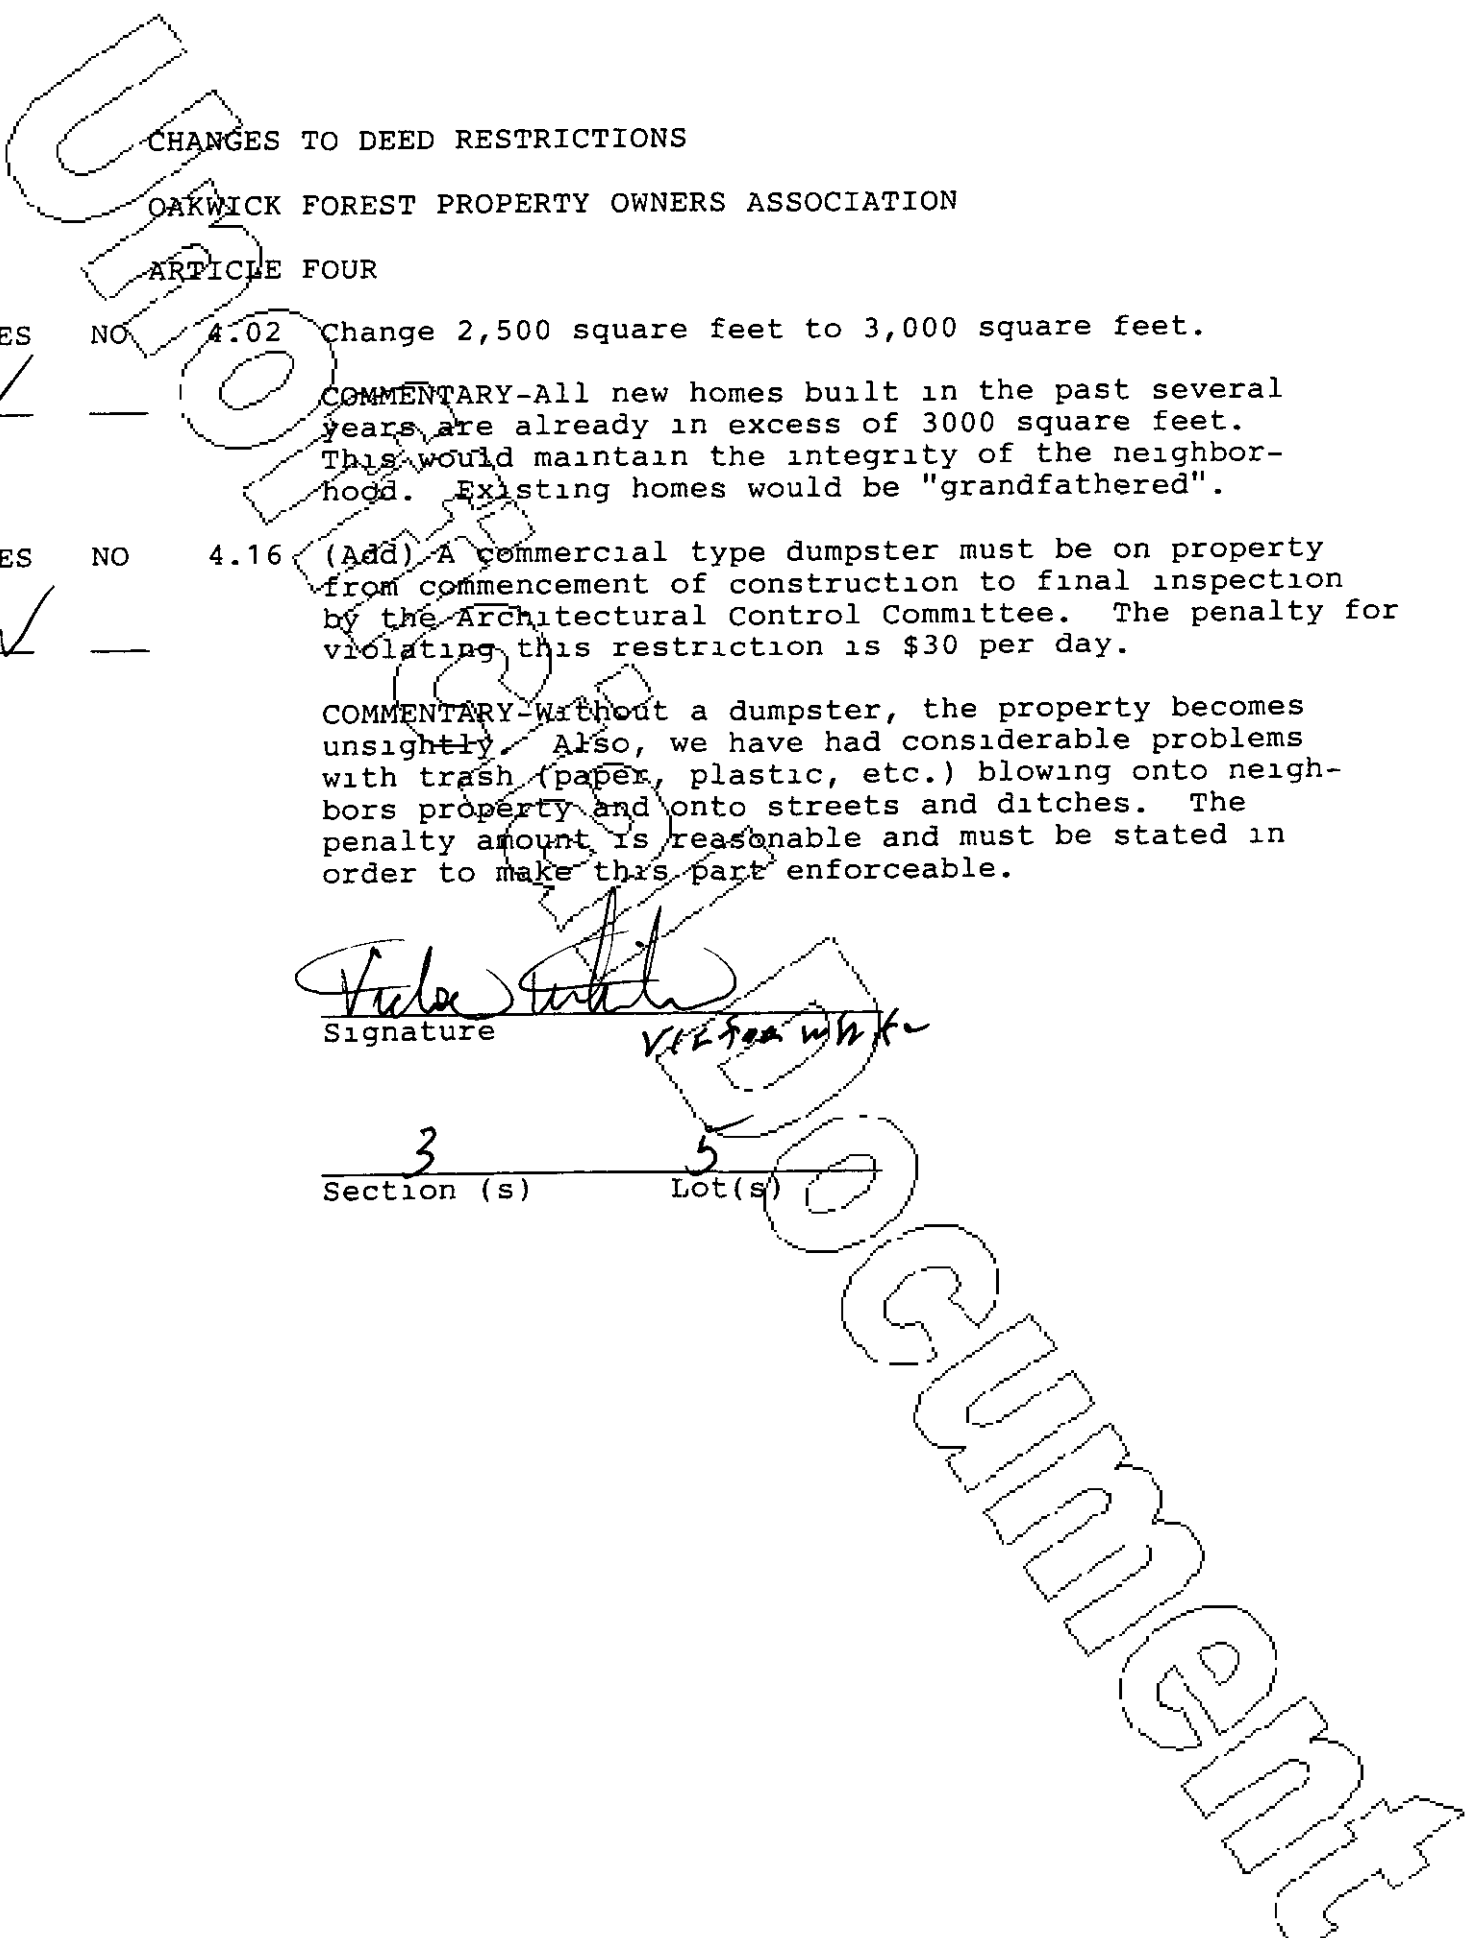 CHANGES TO DEED RESTRICTIONS
OAKWICK FOREST PROPERTY OWNERS ASSOCIATION
ARTICLE FOUR
ES NO 4.02 Change 2,500 square feet to 3,000 square feet.
COMMENTARY-All new homes built in the past several
years are already in excess of 3000 square feet.
This would maintain the integrity of the neighbor-
hood. Existing homes would be "grandfathered".
ES NO 4.16 (Add) A commercial type dumpster must be on property
from commencement of construction to final inspection
by the Architectural Control Committee. The penalty for
violating this restriction is $30 per day.
COMMENTARY-Without a dumpster, the property becomes
unsightly. Also, we have had considerable problems
with trash (paper, plastic, etc.) blowing onto neigh-
bors property and onto streets and ditches. The
penalty amount is reasonable and must be stated in
order to make this part enforceable.
Signature Victor White
3 5
Section (s) Lot(s)
Unofficial Document